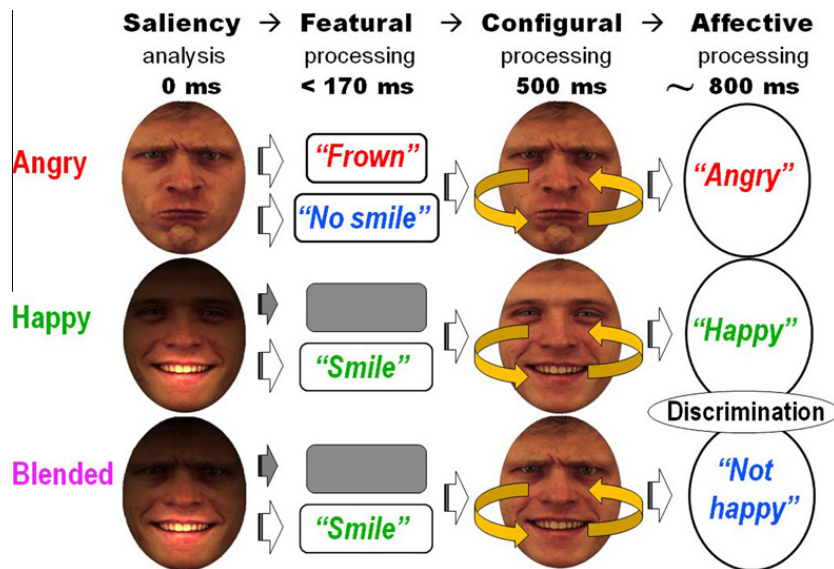 Saliency → Featural → Configural → Affective
analysis processing processing processing
0 ms < 170 ms 500 ms ~ 800 ms
Angry
"Frown"
"No smile"
"Angry"
Happy
"Smile"
"Happy"
Discrimination
Blended
"Smile"
"Not
happy"